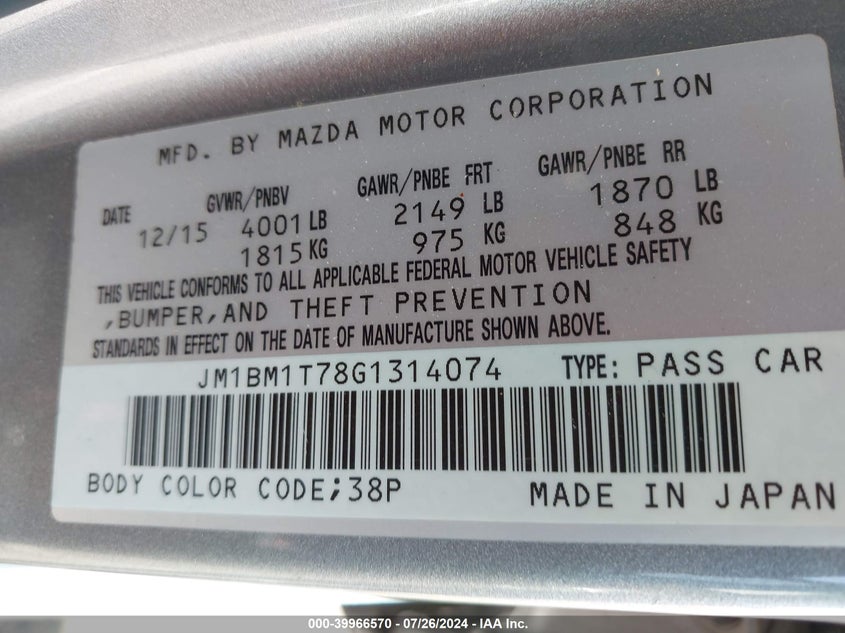 MFD. BY MAZDA MOTOR CORPORATION
DATE GVWR/PNBV GAWR/PNBE FRT GAWR/PNBE RR
12/15 4001 LB 2149 LB 1870 LB
1815 KG 975 KG 848 KG
THIS VEHICLE CONFORMS TO ALL APPLICABLE FEDERAL MOTOR VEHICLE SAFETY
,BUMPER,AND THEFT PREVENTION
STANDARDS IN EFFECT ON THE DATE OF MANUFACTURE SHOWN ABOVE.
JM1BM1T78G1314074 TYPE: PASS CAR
BODY COLOR CODE;38P MADE IN JAPAN
000-39966570 / 07/26/2024 - IAA Inc.